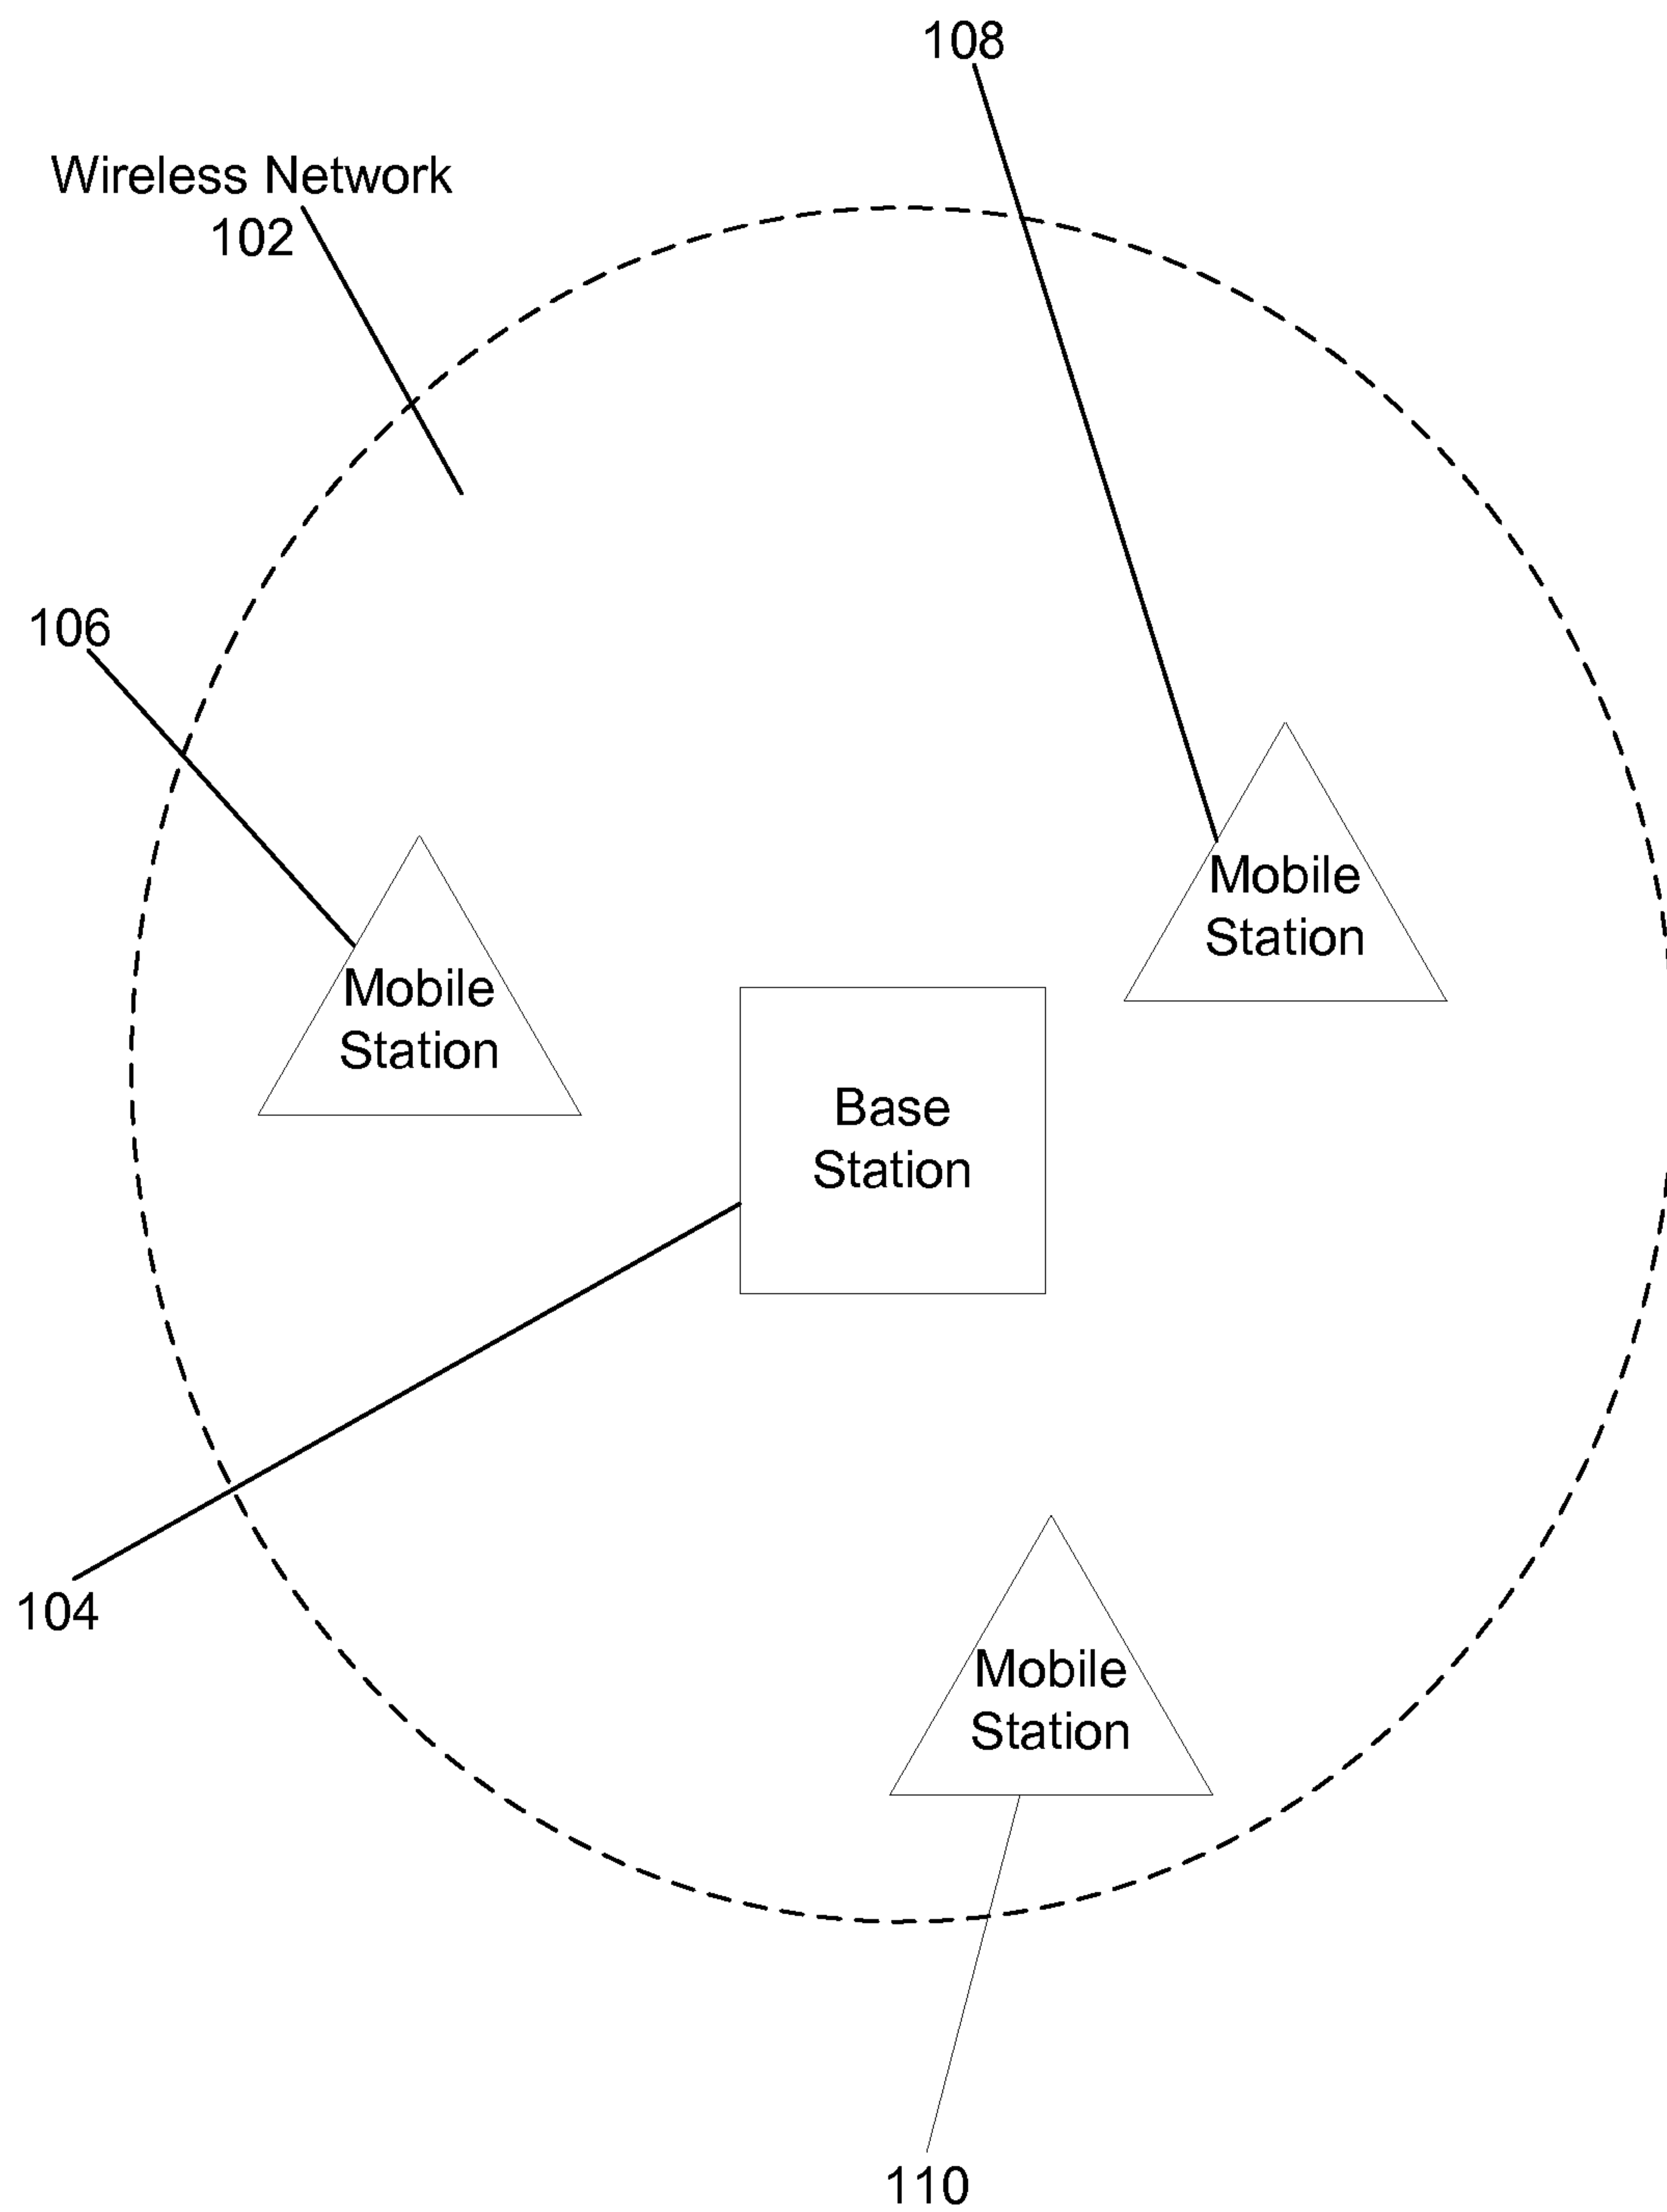 108
Wireless Network
102
106
Mobile
Station
Mobile
Station
Base
Station
104
Mobile
Station
110